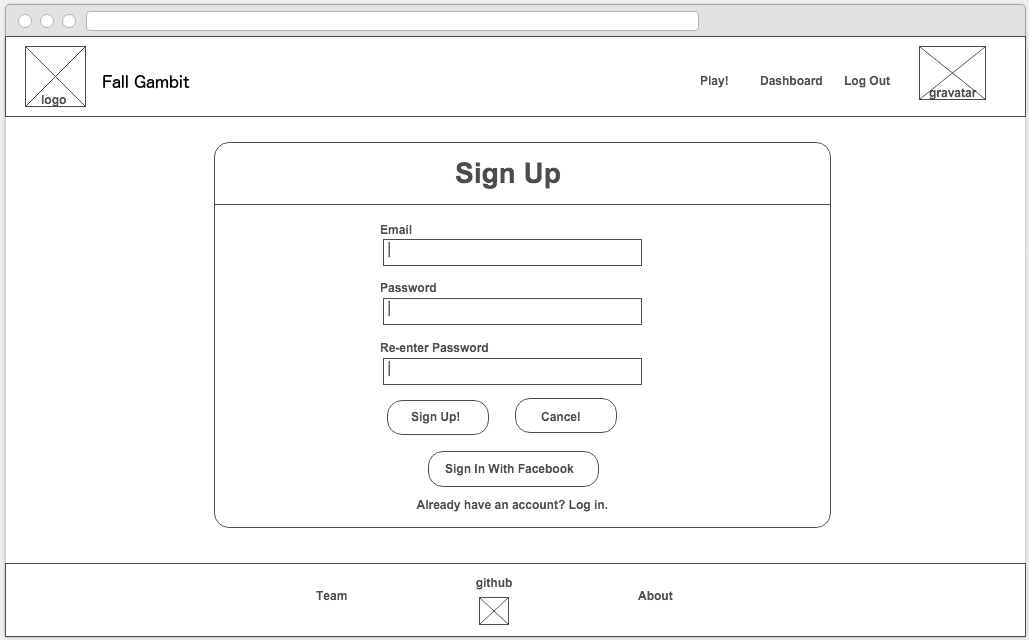 logo
Fall Gambit
Play!
Dashboard
Log Out
gravatar
Sign Up
Email
Password
Re-enter Password
Sign Up!
Cancel
Sign In With Facebook
Already have an account? Log in.
Team
github
About